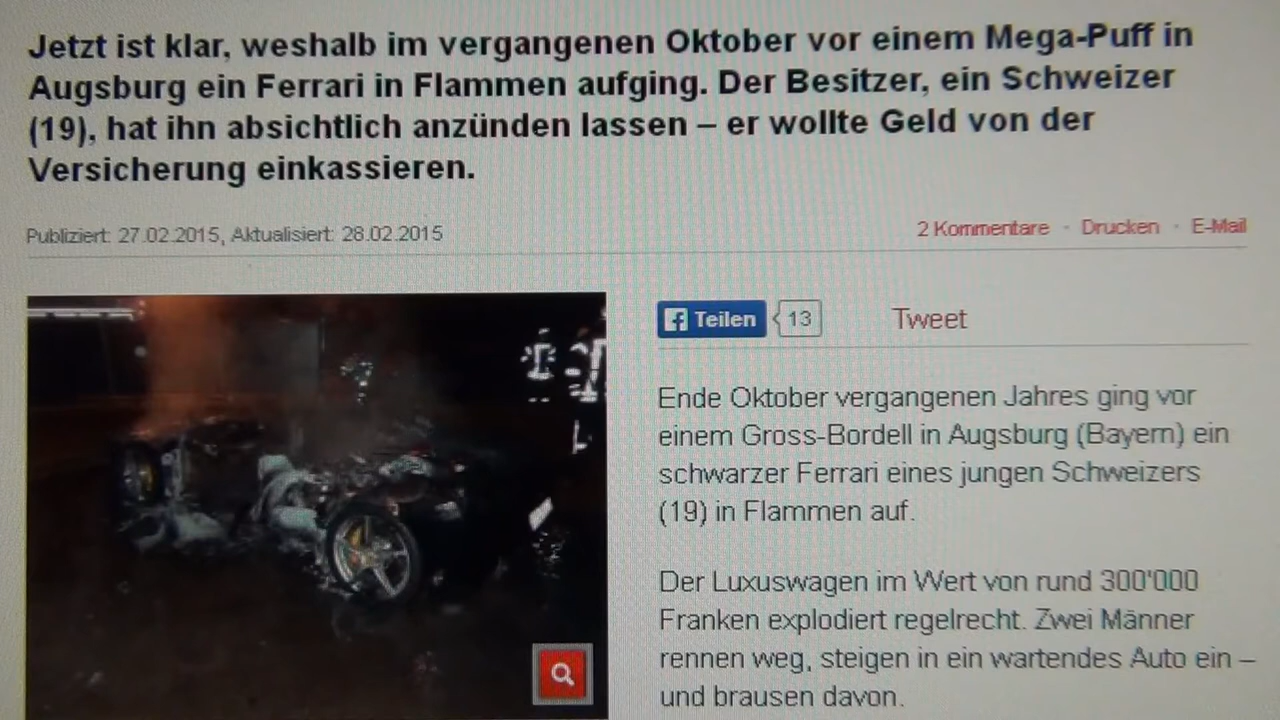 Jetzt ist klar, weshalb im vergangenen Oktober vor einem Mega-Puff in
Augsburg ein Ferrari in Flammen aufging. Der Besitzer, ein Schweizer
(19), hat ihn absichtlich anzünden lassen – er wollte Geld von der
Versicherung einkassieren.
Publiziert: 27.02.2015, Aktualisiert: 28.02.2015
2 Kommentare · Drucken · E-Mail
Teilen 13 Tweet
Ende Oktober vergangenen Jahres ging vor
einem Gross-Bordell in Augsburg (Bayern) ein
schwarzer Ferrari eines jungen Schweizers
(19) in Flammen auf.
Der Luxuswagen im Wert von rund 300'000
Franken explodiert regelrecht. Zwei Männer
rennen weg, steigen in ein wartendes Auto ein –
und brausen davon.